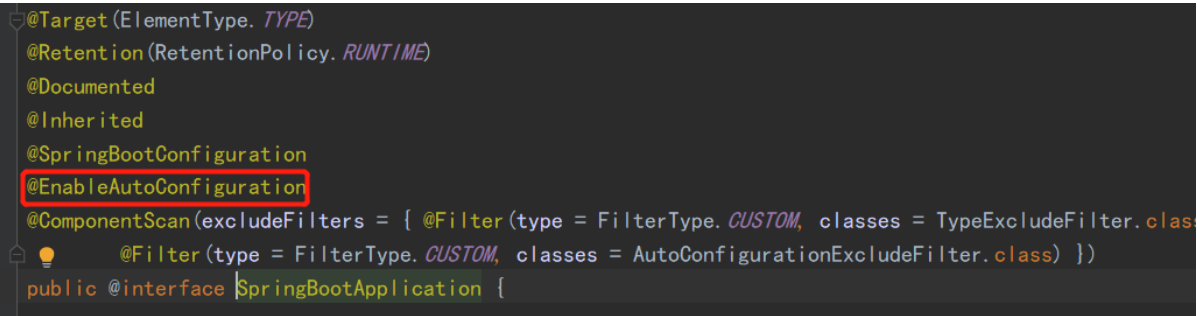 @Target(ElementType.TYPE)
@Retention(RetentionPolicy.RUNTIME)
@Documented
@Inherited
@SpringBootConfiguration
@EnableAutoConfiguration
@ComponentScan(excludeFilters = { @Filter(type = FilterType.CUSTOM, classes = TypeExcludeFilter.clas
@Filter(type = FilterType.CUSTOM, classes = AutoConfigurationExcludeFilter.class) })
public @interface SpringBootApplication {